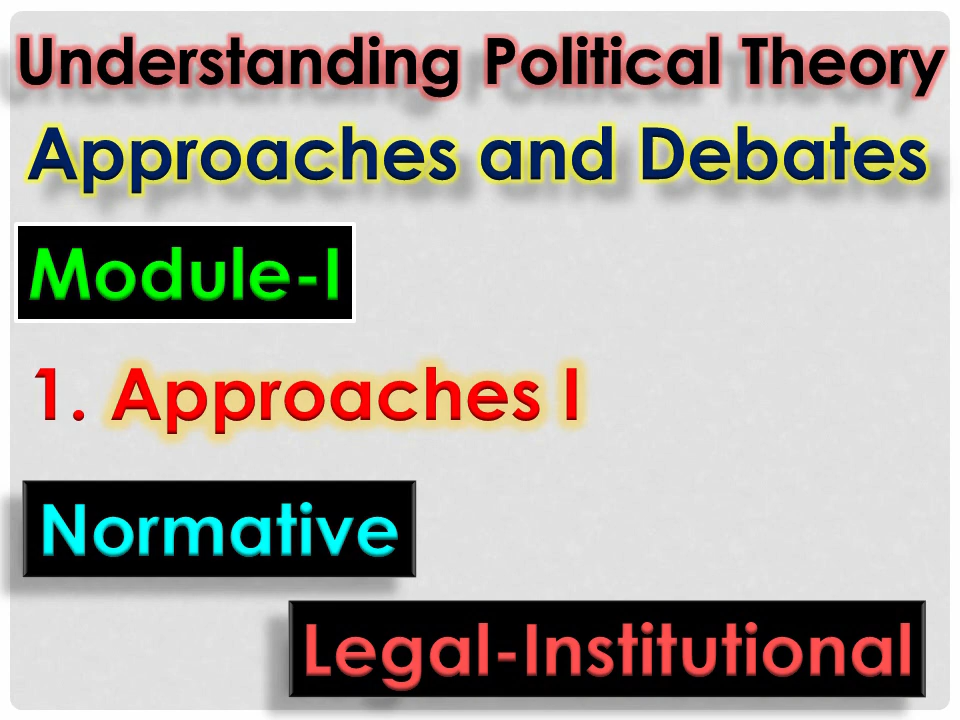 Understanding Political Theory
Approaches and Debates
Module-I
1. Approaches I
Normative
Legal-Institutional